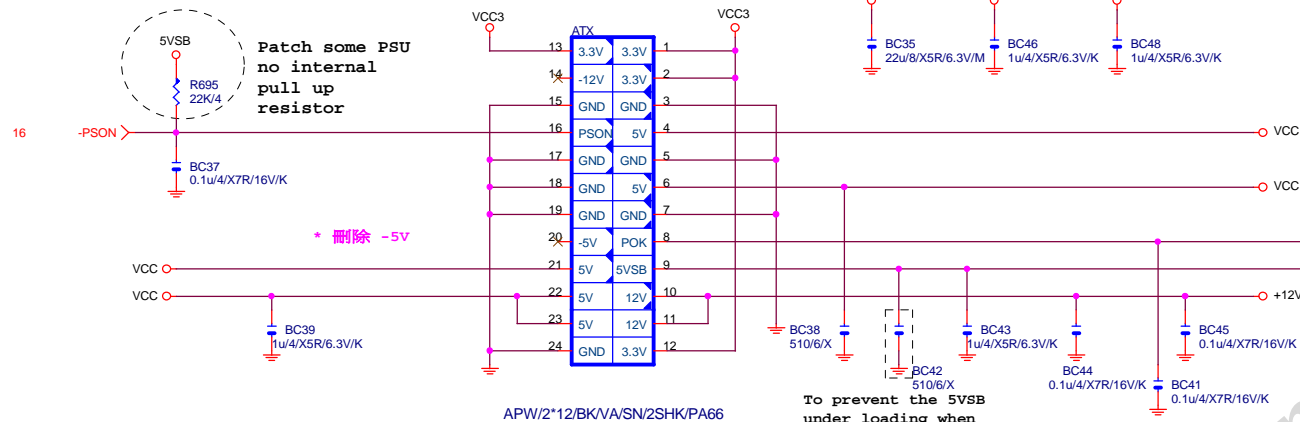 VCC3
VCC3
ATX
5VSB
Patch some PSU
no internal
pull up
resistor
R695
22K/4
16
-PSON
BC37
0.1u/4/X7R/16V/K
* 刪除 -5V
VCC
VCC
BC39
1u/4/X5R/6.3V/K
13 3.3V 3.3V 1
14 -12V 3.3V 2
15 GND GND 3
16 PSON 5V 4
17 GND GND 5
18 GND 5V 6
19 GND GND 7
20 -5V POK 8
21 5V 5VSB 9
22 5V 12V 10
23 5V 12V 11
24 GND 3.3V 12
APW/2*12/BK/VA/SN/2SHK/PA66
BC35
22u/8/X5R/6.3V/M
BC46
1u/4/X5R/6.3V/K
BC48
1u/4/X5R/6.3V/K
VCC
VCC
+12V
BC38
510/6/X
BC42
510/6/X
BC43
1u/4/X5R/6.3V/K
BC44
0.1u/4/X7R/16V/K
BC45
0.1u/4/X7R/16V/K
BC41
0.1u/4/X7R/16V/K
To prevent the 5VSB
under loading when